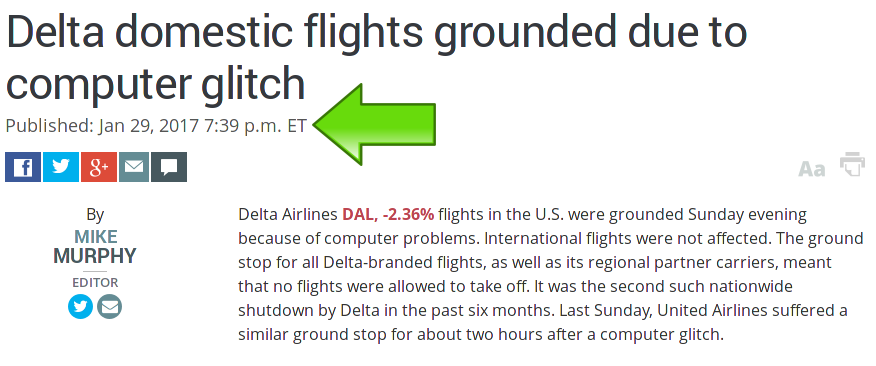 Delta domestic flights grounded due to
computer glitch
Published: Jan 29, 2017 7:39 p.m. ET
f
g+
Aa
By
MIKE
MURPHY
EDITOR
Delta Airlines DAL, -2.36% flights in the U.S. were grounded Sunday evening
because of computer problems. International flights were not affected. The ground
stop for all Delta-branded flights, as well as its regional partner carriers, meant
that no flights were allowed to take off. It was the second such nationwide
shutdown by Delta in the past six months. Last Sunday, United Airlines suffered a
similar ground stop for about two hours after a computer glitch.